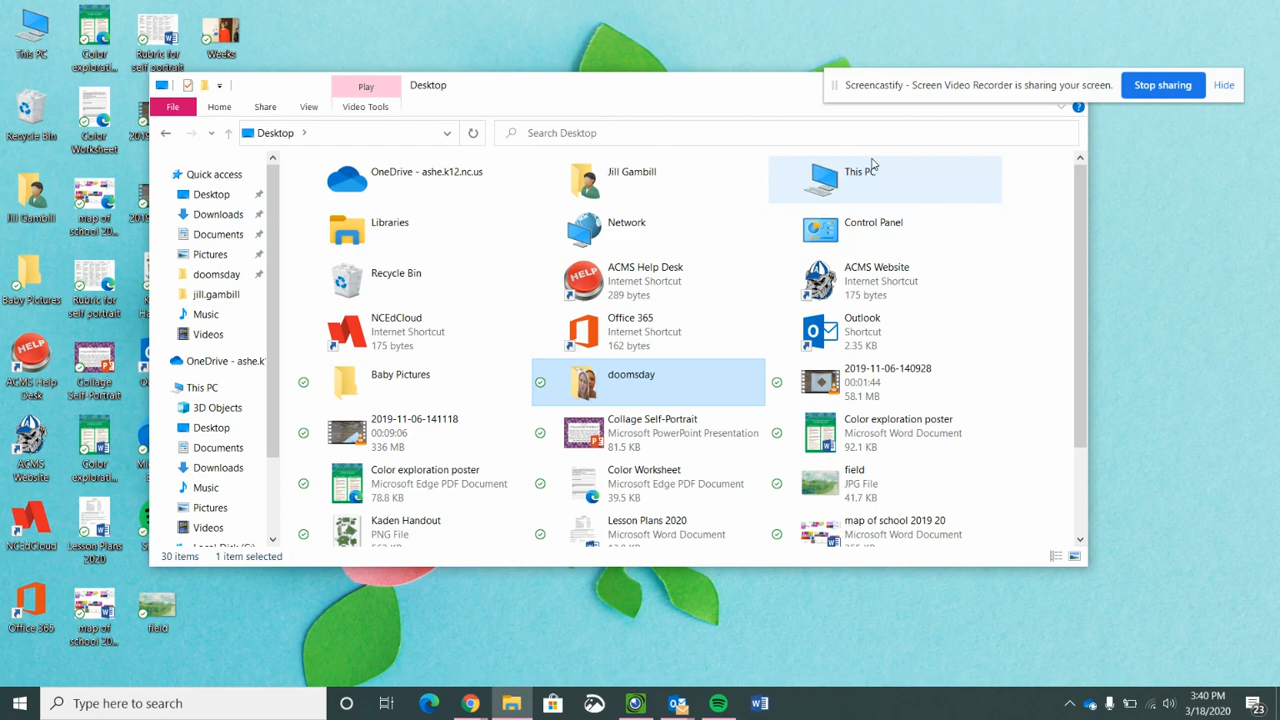 This PC
Color
explorati...
Rubric for
self portrait
Weeks
Recycle Bin
Color
Worksheet
2019
Jill Gambill
map of
school 20...
2019
Baby Pictures
Rubric for
self portrait
ACMS Help
Desk
Collage
Self-Portrait
ACMS
Website
Color
explorati...
NCEdCloud
Lesson Plans
2020
Office 365
map of
school 20...
field
Play
Desktop
File
Home
Share
View
Video Tools
Screencastify - Screen Video Recorder is sharing your screen.
Stop sharing
Hide
Desktop
Search Desktop
Quick access
Desktop
Downloads
Documents
Pictures
doomsday
jill.gambill
Music
Videos
OneDrive - ashe.k1
This PC
3D Objects
Desktop
Documents
Downloads
Music
Pictures
Videos
OneDrive - ashe.k12.nc.us
Jill Gambill
This PC
Libraries
Network
Control Panel
Recycle Bin
ACMS Help Desk
Internet Shortcut
289 bytes
ACMS Website
Internet Shortcut
175 bytes
NCEdCloud
Internet Shortcut
175 bytes
Office 365
Internet Shortcut
162 bytes
Outlook
Shortcut
2.35 KB
Baby Pictures
doomsday
2019-11-06-140928
00:01:44
58.1 MB
2019-11-06-141118
00:09:06
336 MB
Collage Self-Portrait
Microsoft PowerPoint Presentation
81.5 KB
Color exploration poster
Microsoft Word Document
92.1 KB
Color exploration poster
Microsoft Edge PDF Document
78.8 KB
Color Worksheet
Microsoft Edge PDF Document
39.5 KB
field
JPG File
41.7 KB
Kaden Handout
PNG File
Lesson Plans 2020
Microsoft Word Document
map of school 2019 20
Microsoft Word Document
30 items
1 item selected
HELP
HELP
Type here to search
3:40 PM
3/18/2020
23